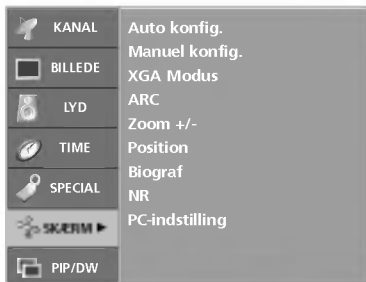 KANAL
BILLEDE
LYD
TIME
SPECIAL
SKÆRM
PIP/DW
Auto konfig.
Manuel konfig.
XGA Modus
ARC
Zoom +/-
Position
Biograf
NR
PC-indstilling